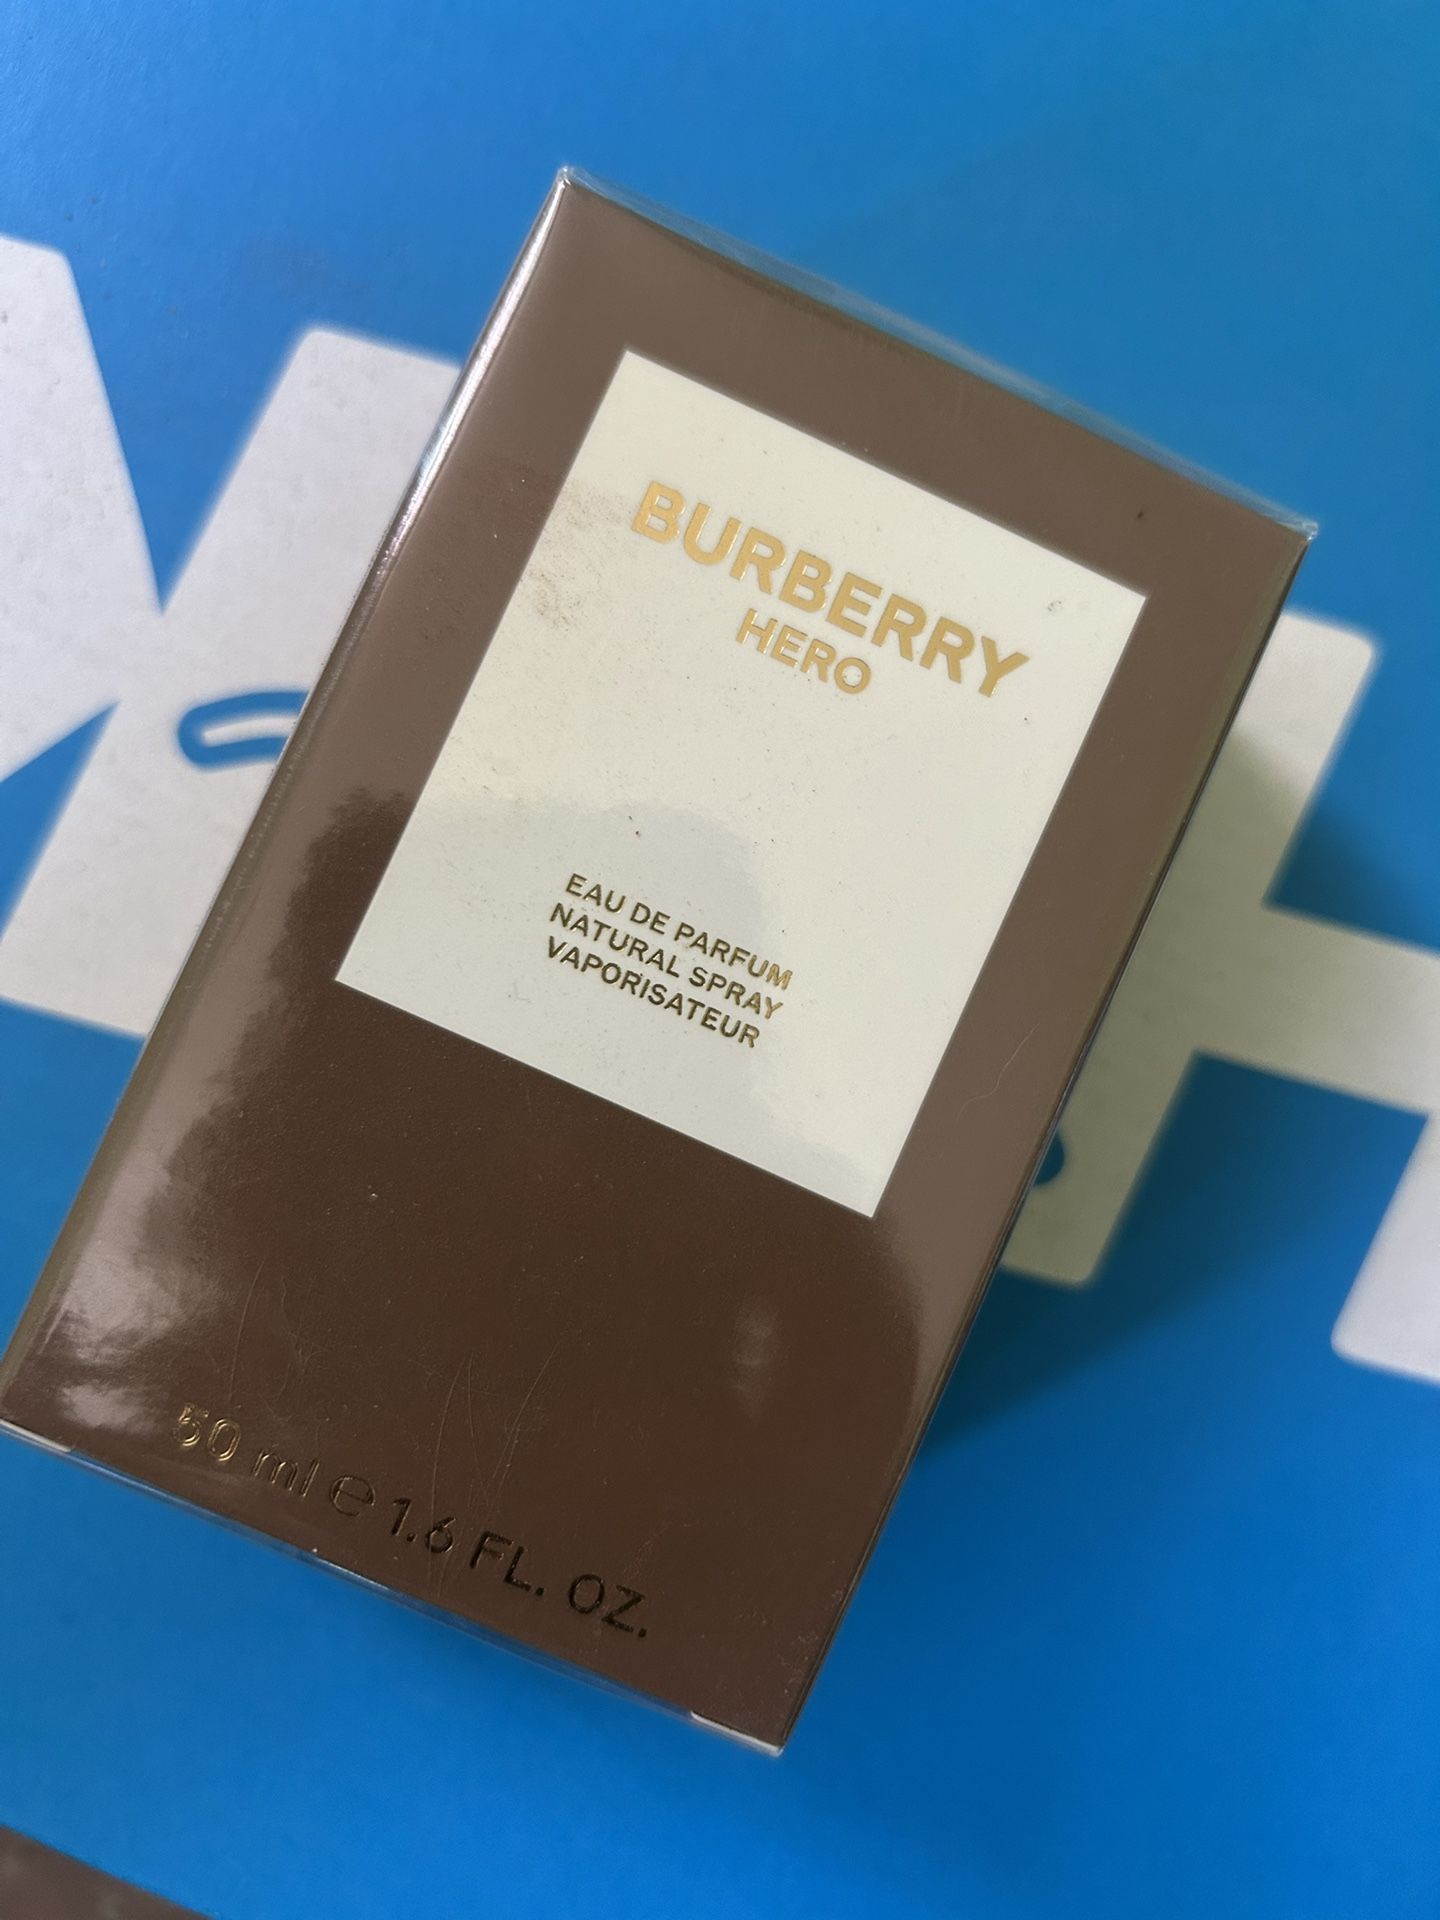 BURBERRY
HERO
EAU DE PARFUM
NATURAL SPRAY
VAPORISATEUR
50 ml ℮ 1.6 FL. OZ.